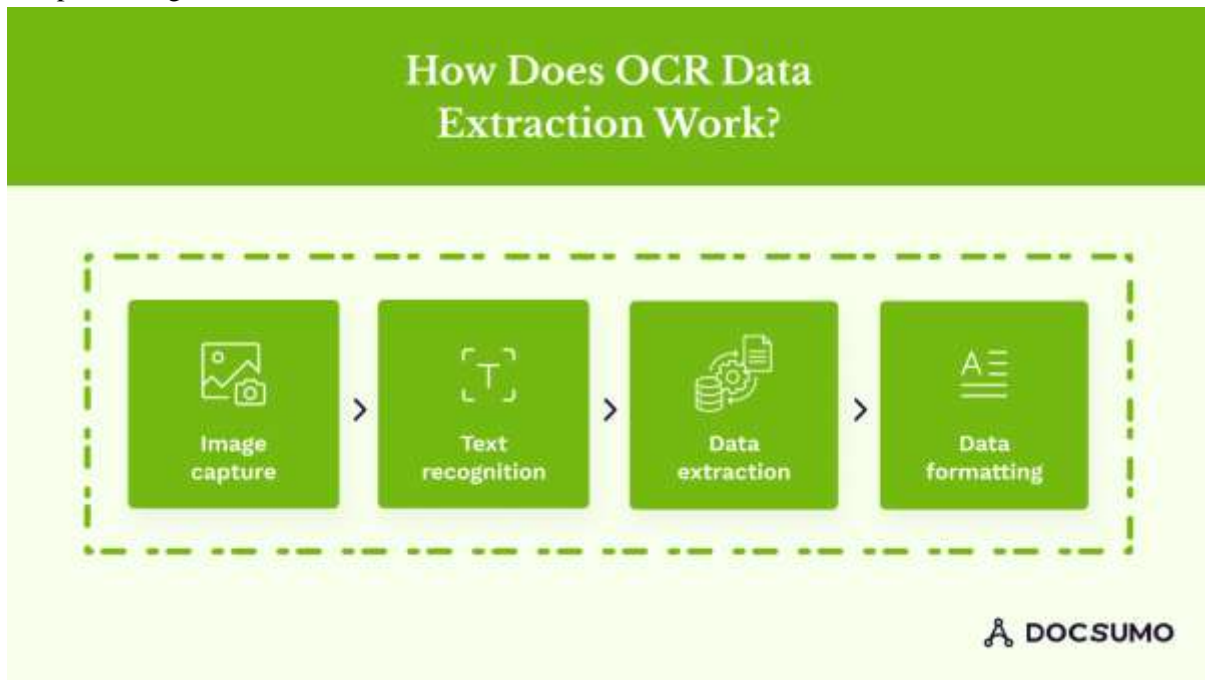 How Does OCR Data
Extraction Work?
Image
capture
Text
recognition
Data
extraction
Data
formatting
DOCSUMO